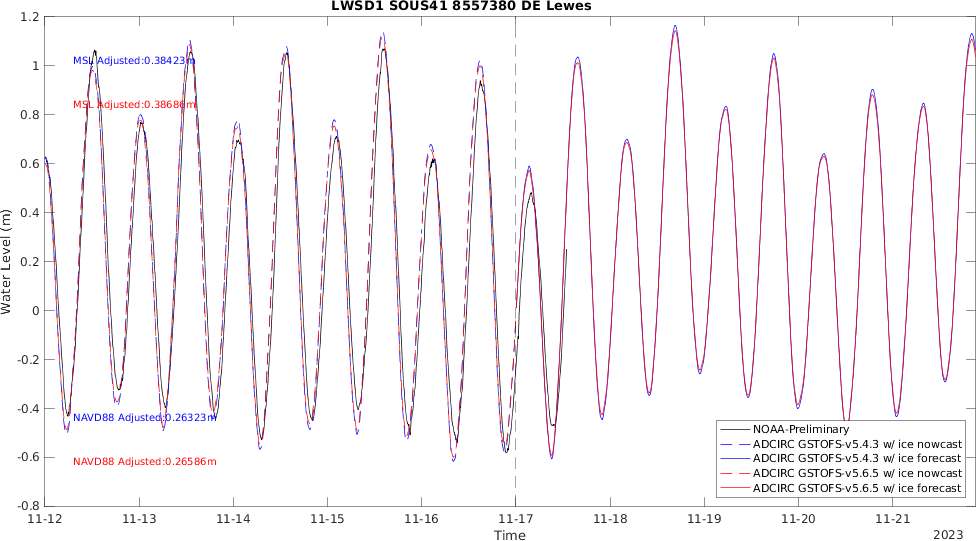 LWSD1 SOUS41 8557380 DE Lewes
1.2
1
0.8
0.6
0.4
0.2
0
-0.2
-0.4
-0.6
-0.8
Water Level (m)
MSL Adjusted:0.38423m
MSL Adjusted:0.38686m
NAVD88 Adjusted:0.26323m
NAVD88 Adjusted:0.26586m
NOAA-Preliminary
ADCIRC GSTOFS-v5.4.3 w/ ice nowcast
ADCIRC GSTOFS-v5.4.3 w/ ice forecast
ADCIRC GSTOFS-v5.6.5 w/ ice nowcast
ADCIRC GSTOFS-v5.6.5 w/ ice forecast
11-12 11-13 11-14 11-15 11-16 11-17 11-18 11-19 11-20 11-21
Time
2023